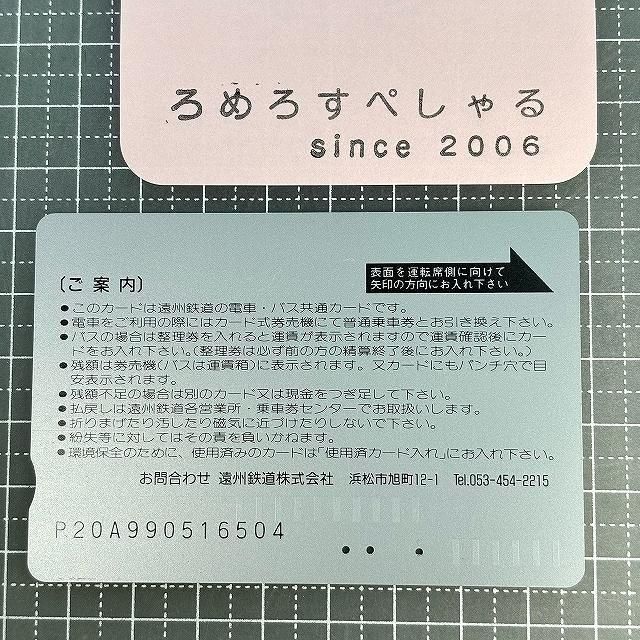 ろめろすぺしゃる
since 2006
〔ご案内〕
表面を運転席側に向けて
矢印の方向にお入れ下さい
●このカードは遠州鉄道の電車・バス共通カードです。
●電車をご利用の際にはカード式券売機にて普通乗車券とお引き換え下さい。
●バスの場合は整理券を入れると運賃が表示されますので運賃確認後にカー
ドをお入れ下さい。(整理券は必ず前の方の精算終了後にお入れ下さい。)
●残額は券売機(バスは運賃箱)に表示されます。又カードにもパンチ穴で目
安表示されます。
●残額不足の場合は別のカード又は現金をつぎ足して下さい。
●払戻しは遠州鉄道各営業所・乗車券センターでお取扱いします。
●折りまげたり汚したり磁気に近づけたりしないで下さい。
●紛失等に対してはその責を負いかねます。
●環境保全のために、使用済みのカードは「使用済カード入れ」にお入れ下さい。
お問合わせ 遠州鉄道株式会社 浜松市旭町12-1 Tel.053-454-2215
P.20A990516504